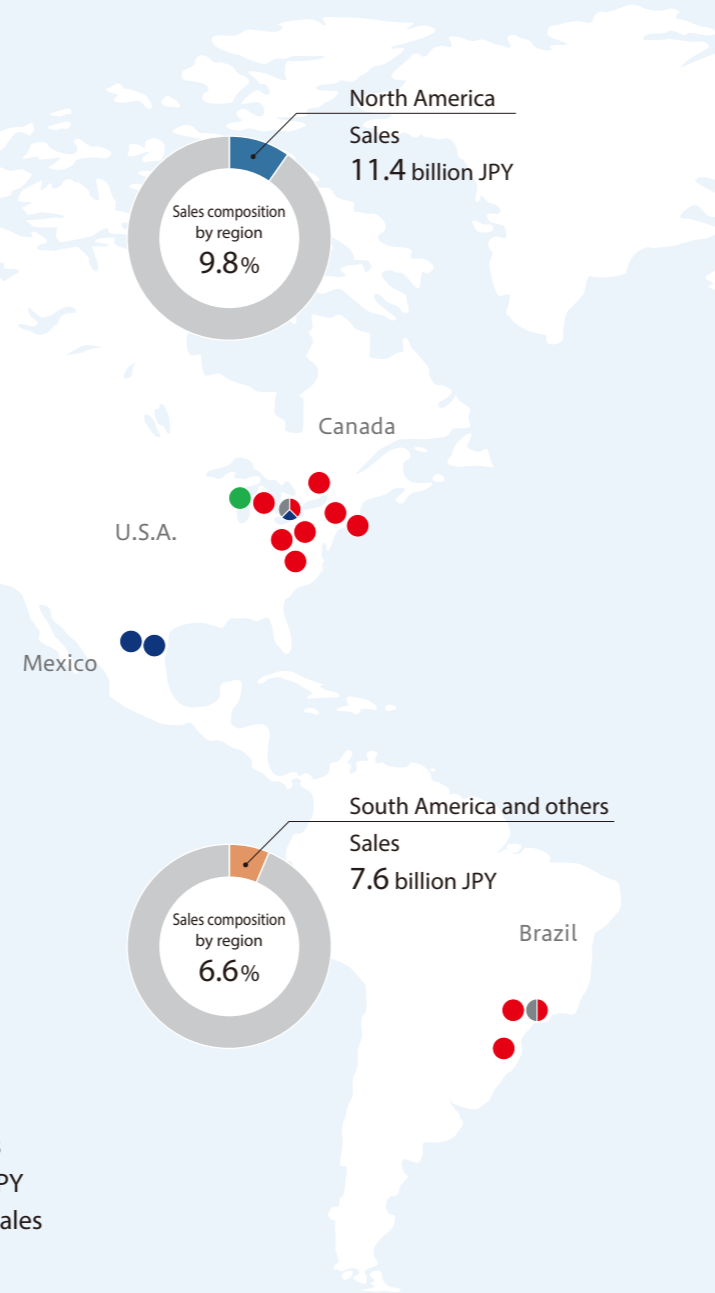 North America
Sales
11.4 billion JPY
Sales composition
by region
9.8%
Canada
U.S.A.
Mexico
South America and others
Sales
7.6 billion JPY
Sales composition
by region
6.6%
Brazil